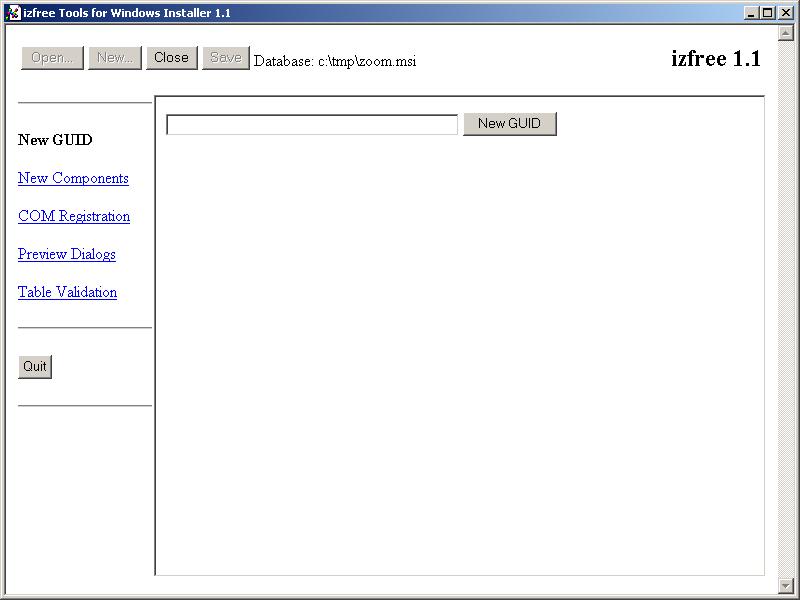 izfree Tools for Windows Installer 1.1
Open... New... Close Save Database: c:\tmp\zoom.msi izfree 1.1
New GUID
New GUID
New Components
COM Registration
Preview Dialogs
Table Validation
Quit